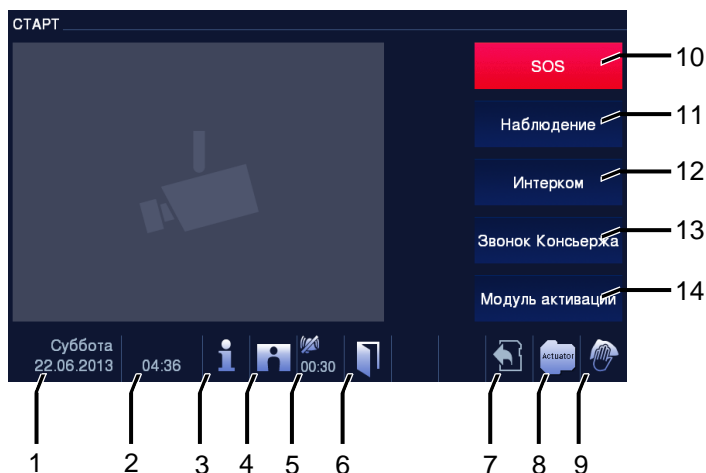 СТАРТ
SOS
10
Наблюдение
11
Интерком
12
Звонок Консьержа
13
Модуль активации
14
Суббота
22.06.2013
04:36
00:30
Actuator
1 2 3 4 5 6 7 8 9